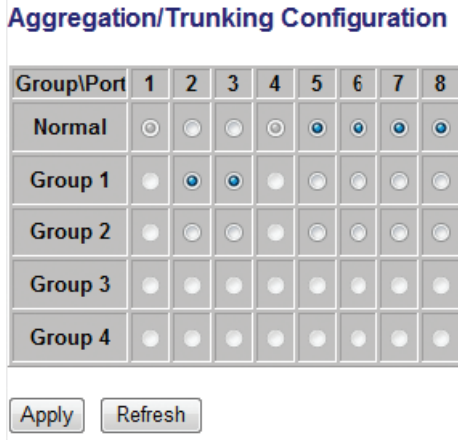 Aggregation/Trunking Configuration
Group\Port 1 2 3 4 5 6 7 8
Normal
Group 1
Group 2
Group 3
Group 4
Apply Refresh